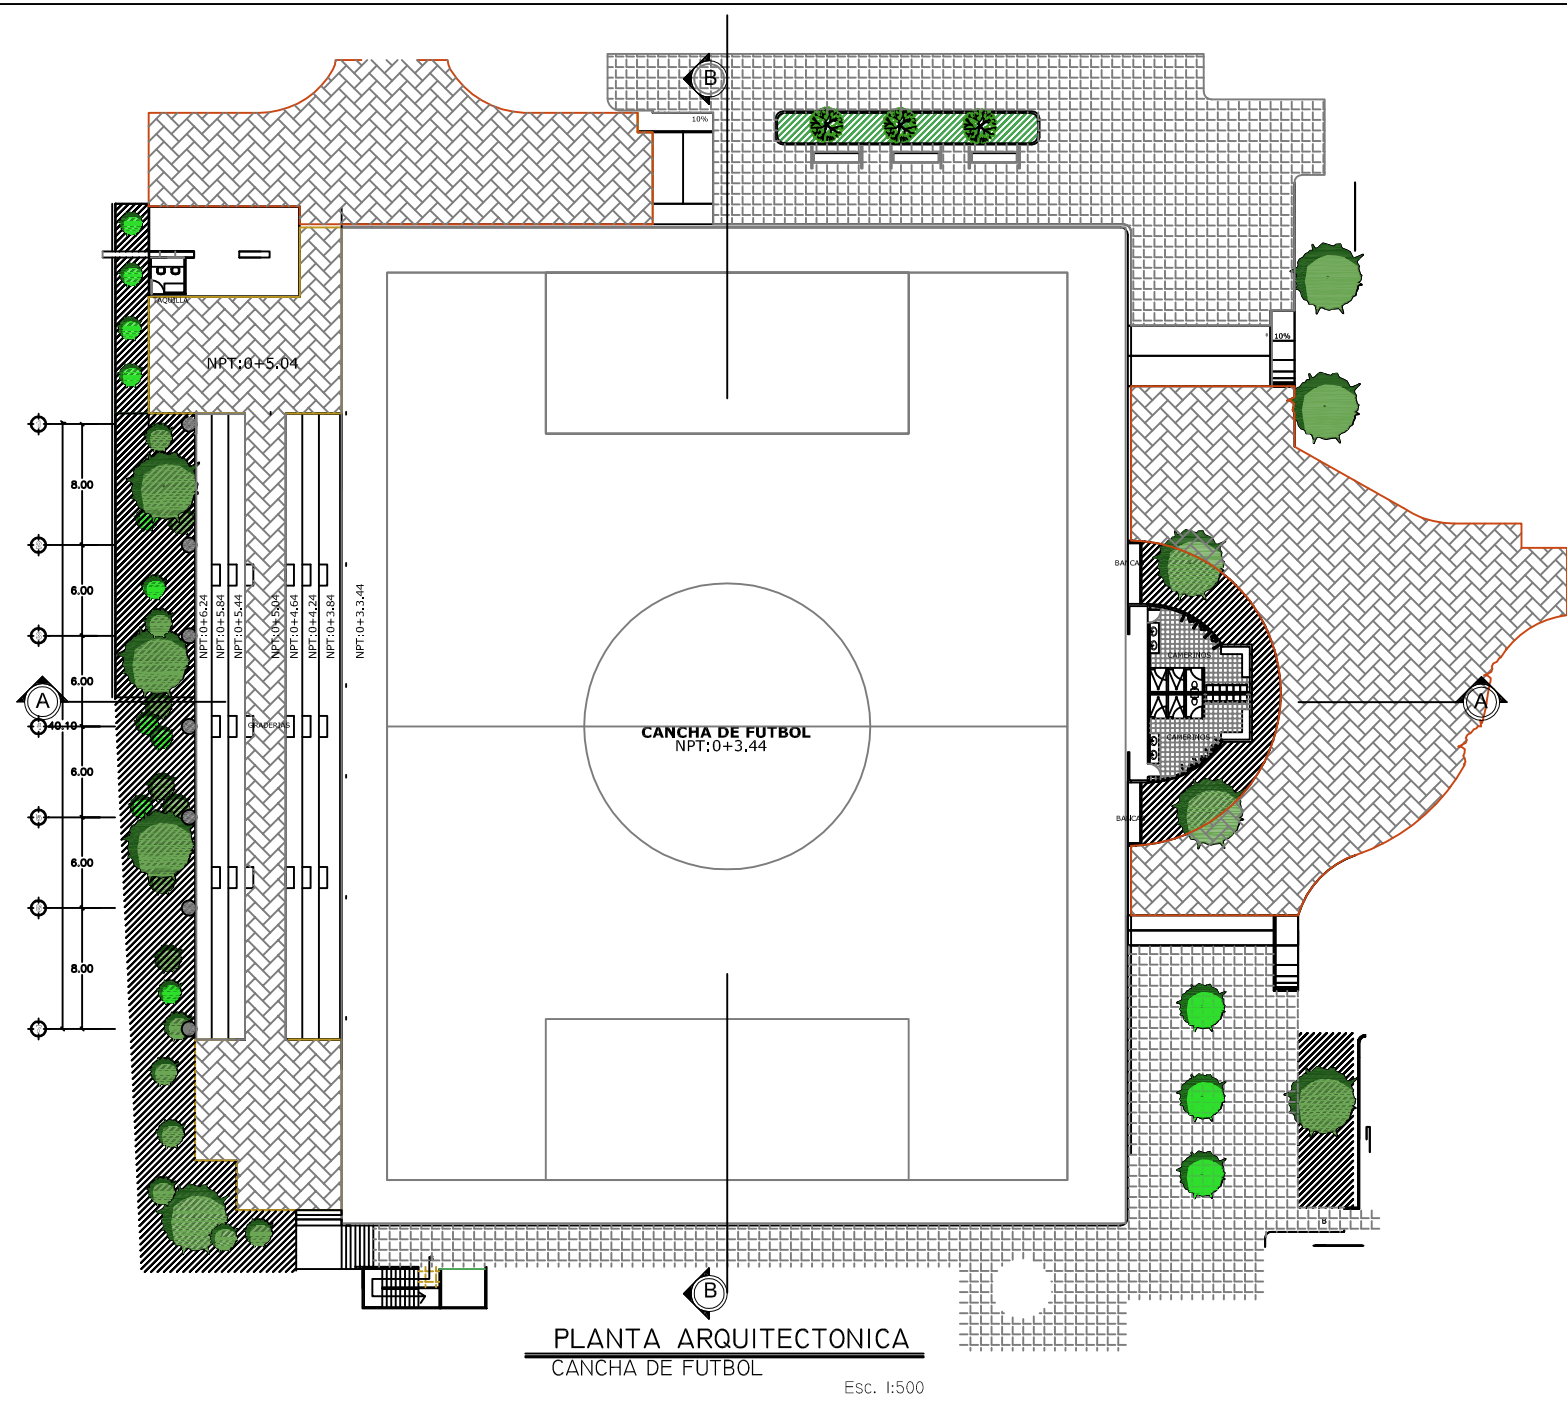 B
10%
TAQUILLA
10%
NPT:0+5.04
8.00
BANCA
6.00
NPT:0+6.24
NPT:0+5.84
NPT:0+5.44
NPT:0+5.04
NPT:0+4.64
NPT:0+4.24
NPT:0+3.84
NPT:0+3.3.44
CAMERINOS
6.00
A
A
40.10
GRADERIAS
CANCHA DE FUTBOL
NPT:0+3.44
CAMERINOS
6.00
BANCA
6.00
8.00
B
B
PLANTA ARQUITECTONICA
CANCHA DE FUTBOL
Esc. 1:500